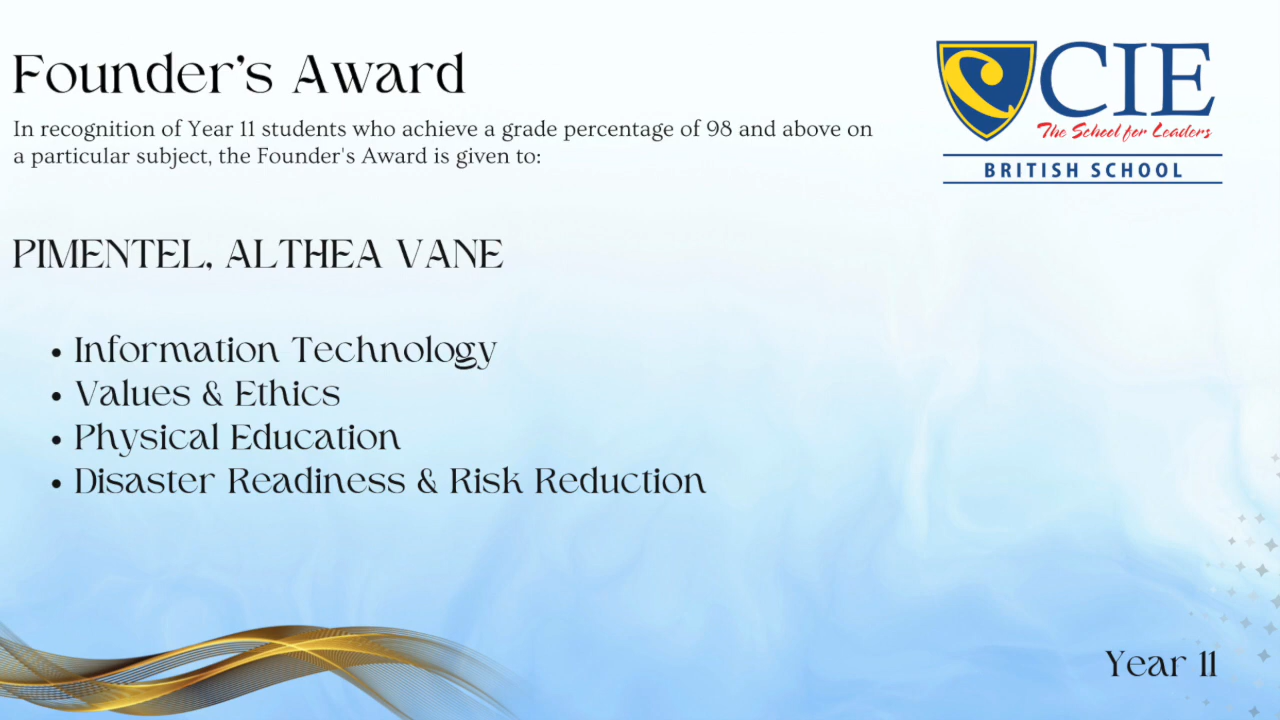 Founder's Award
In recognition of Year 11 students who achieve a grade percentage of 98 and above on
a particular subject, the Founder's Award is given to:
CIE
The School for Leaders
BRITISH SCHOOL
PIMENTEL, ALTHEA VANE
• Information Technology
• Values & Ethics
• Physical Education
• Disaster Readiness & Risk Reduction
Year 11